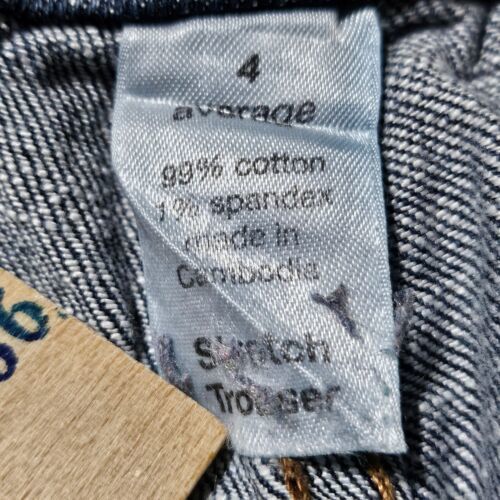 4
average
99% cotton
1% spandex
made in
Cambodia
Stretch
Trouser